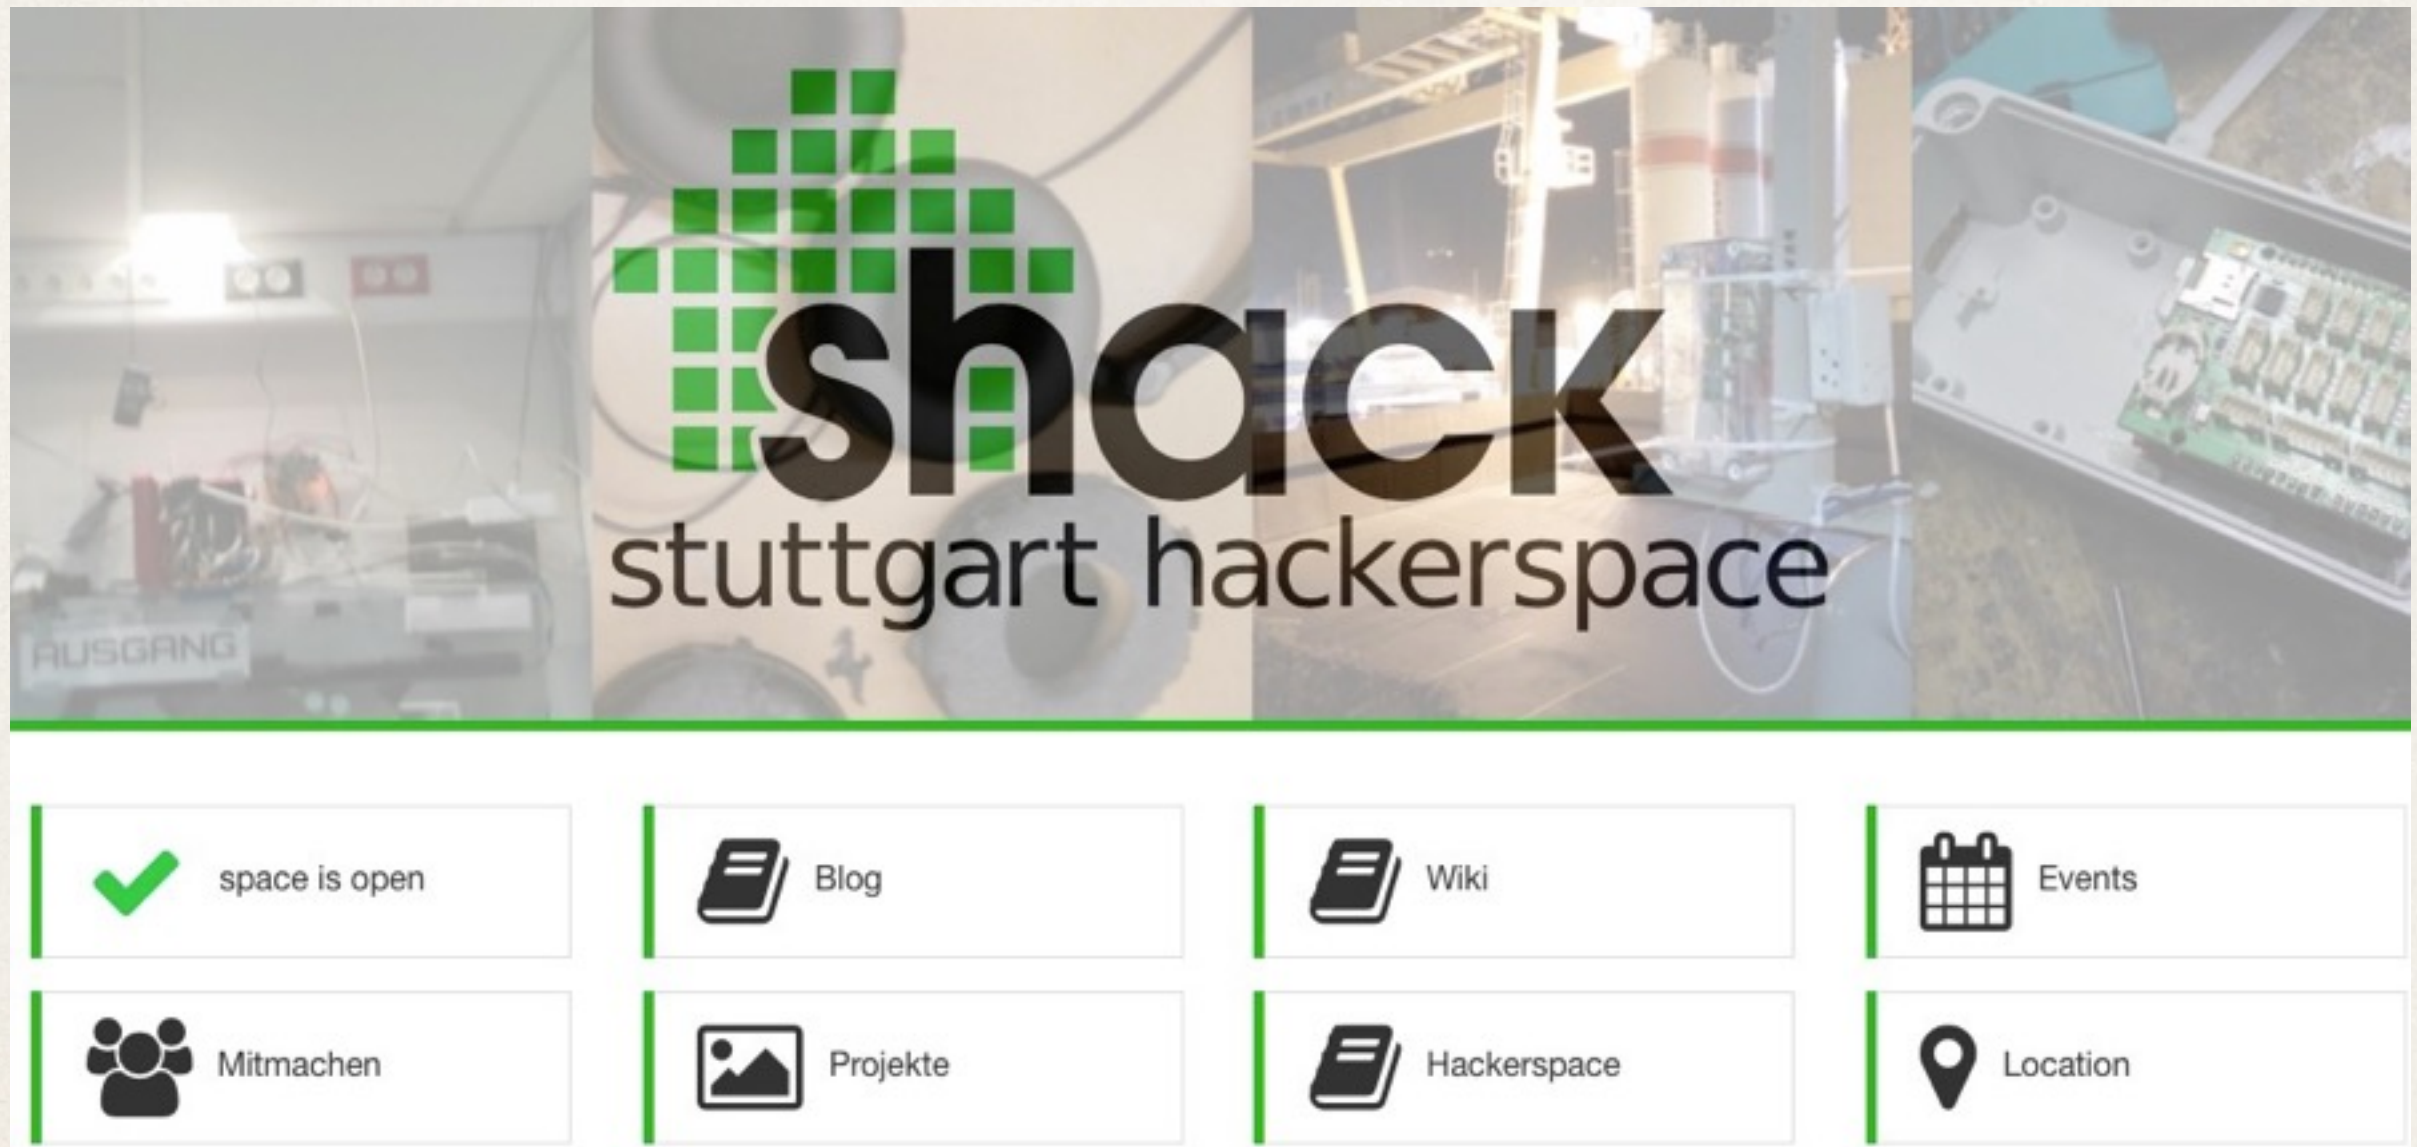 shack
stuttgart hackerspace
AUSGANG
space is open
Blog
Wiki
Events
Mitmachen
Projekte
Hackerspace
Location